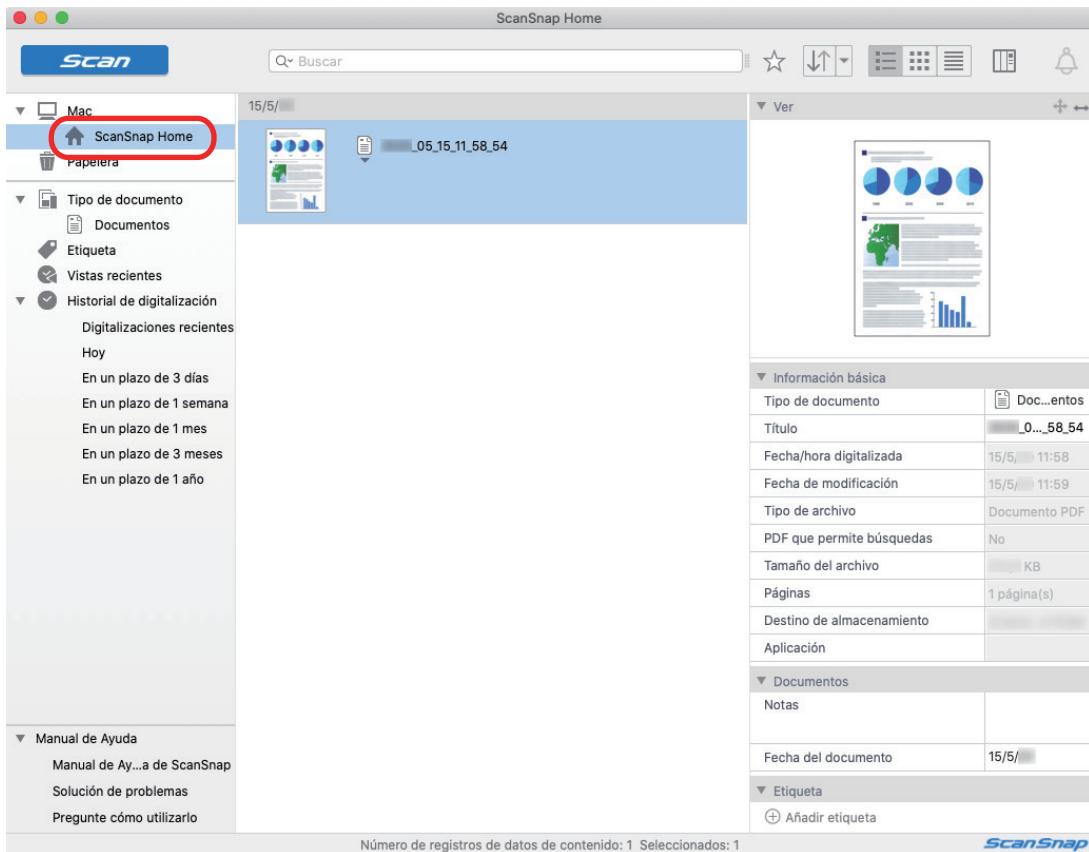 ScanSnap Home
Scan
Buscar
Mac
ScanSnap Home
Papelera
Tipo de documento
Documentos
Etiqueta
Vistas recientes
Historial de digitalización
Digitalizaciones recientes
Hoy
En un plazo de 3 días
En un plazo de 1 semana
En un plazo de 1 mes
En un plazo de 3 meses
En un plazo de 1 año
Manual de Ayuda
Manual de Ay...a de ScanSnap
Solución de problemas
Pregunte cómo utilizarlo
15/5/
_05_15_11_58_54
Ver
Información básica
Tipo de documento Doc...entos
Título _0..._58_54
Fecha/hora digitalizada 15/5/ 11:58
Fecha de modificación 15/5/ 11:59
Tipo de archivo Documento PDF
PDF que permite búsquedas No
Tamaño del archivo KB
Páginas 1 página(s)
Destino de almacenamiento
Aplicación
Documentos
Notas
Fecha del documento 15/5/
Etiqueta
Añadir etiqueta
Número de registros de datos de contenido: 1 Seleccionados: 1
ScanSnap